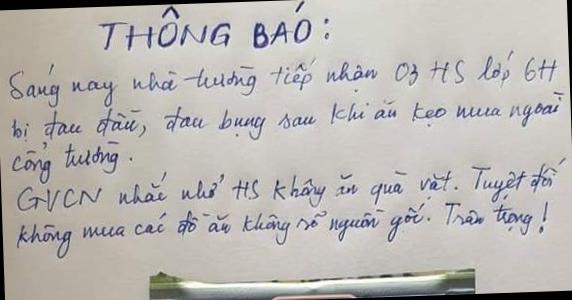 THÔNG BÁO:
Sáng nay nhà trường tiếp nhận 03 HS lớp 6H
bị đau đầu, đau bụng sau khi ăn kẹo mua ngoài
cổng trường.
GVCN nhắc nhở HS không ăn quà vặt. Tuyệt đối
không mua các đồ ăn không rõ nguồn gốc. Trân trọng!